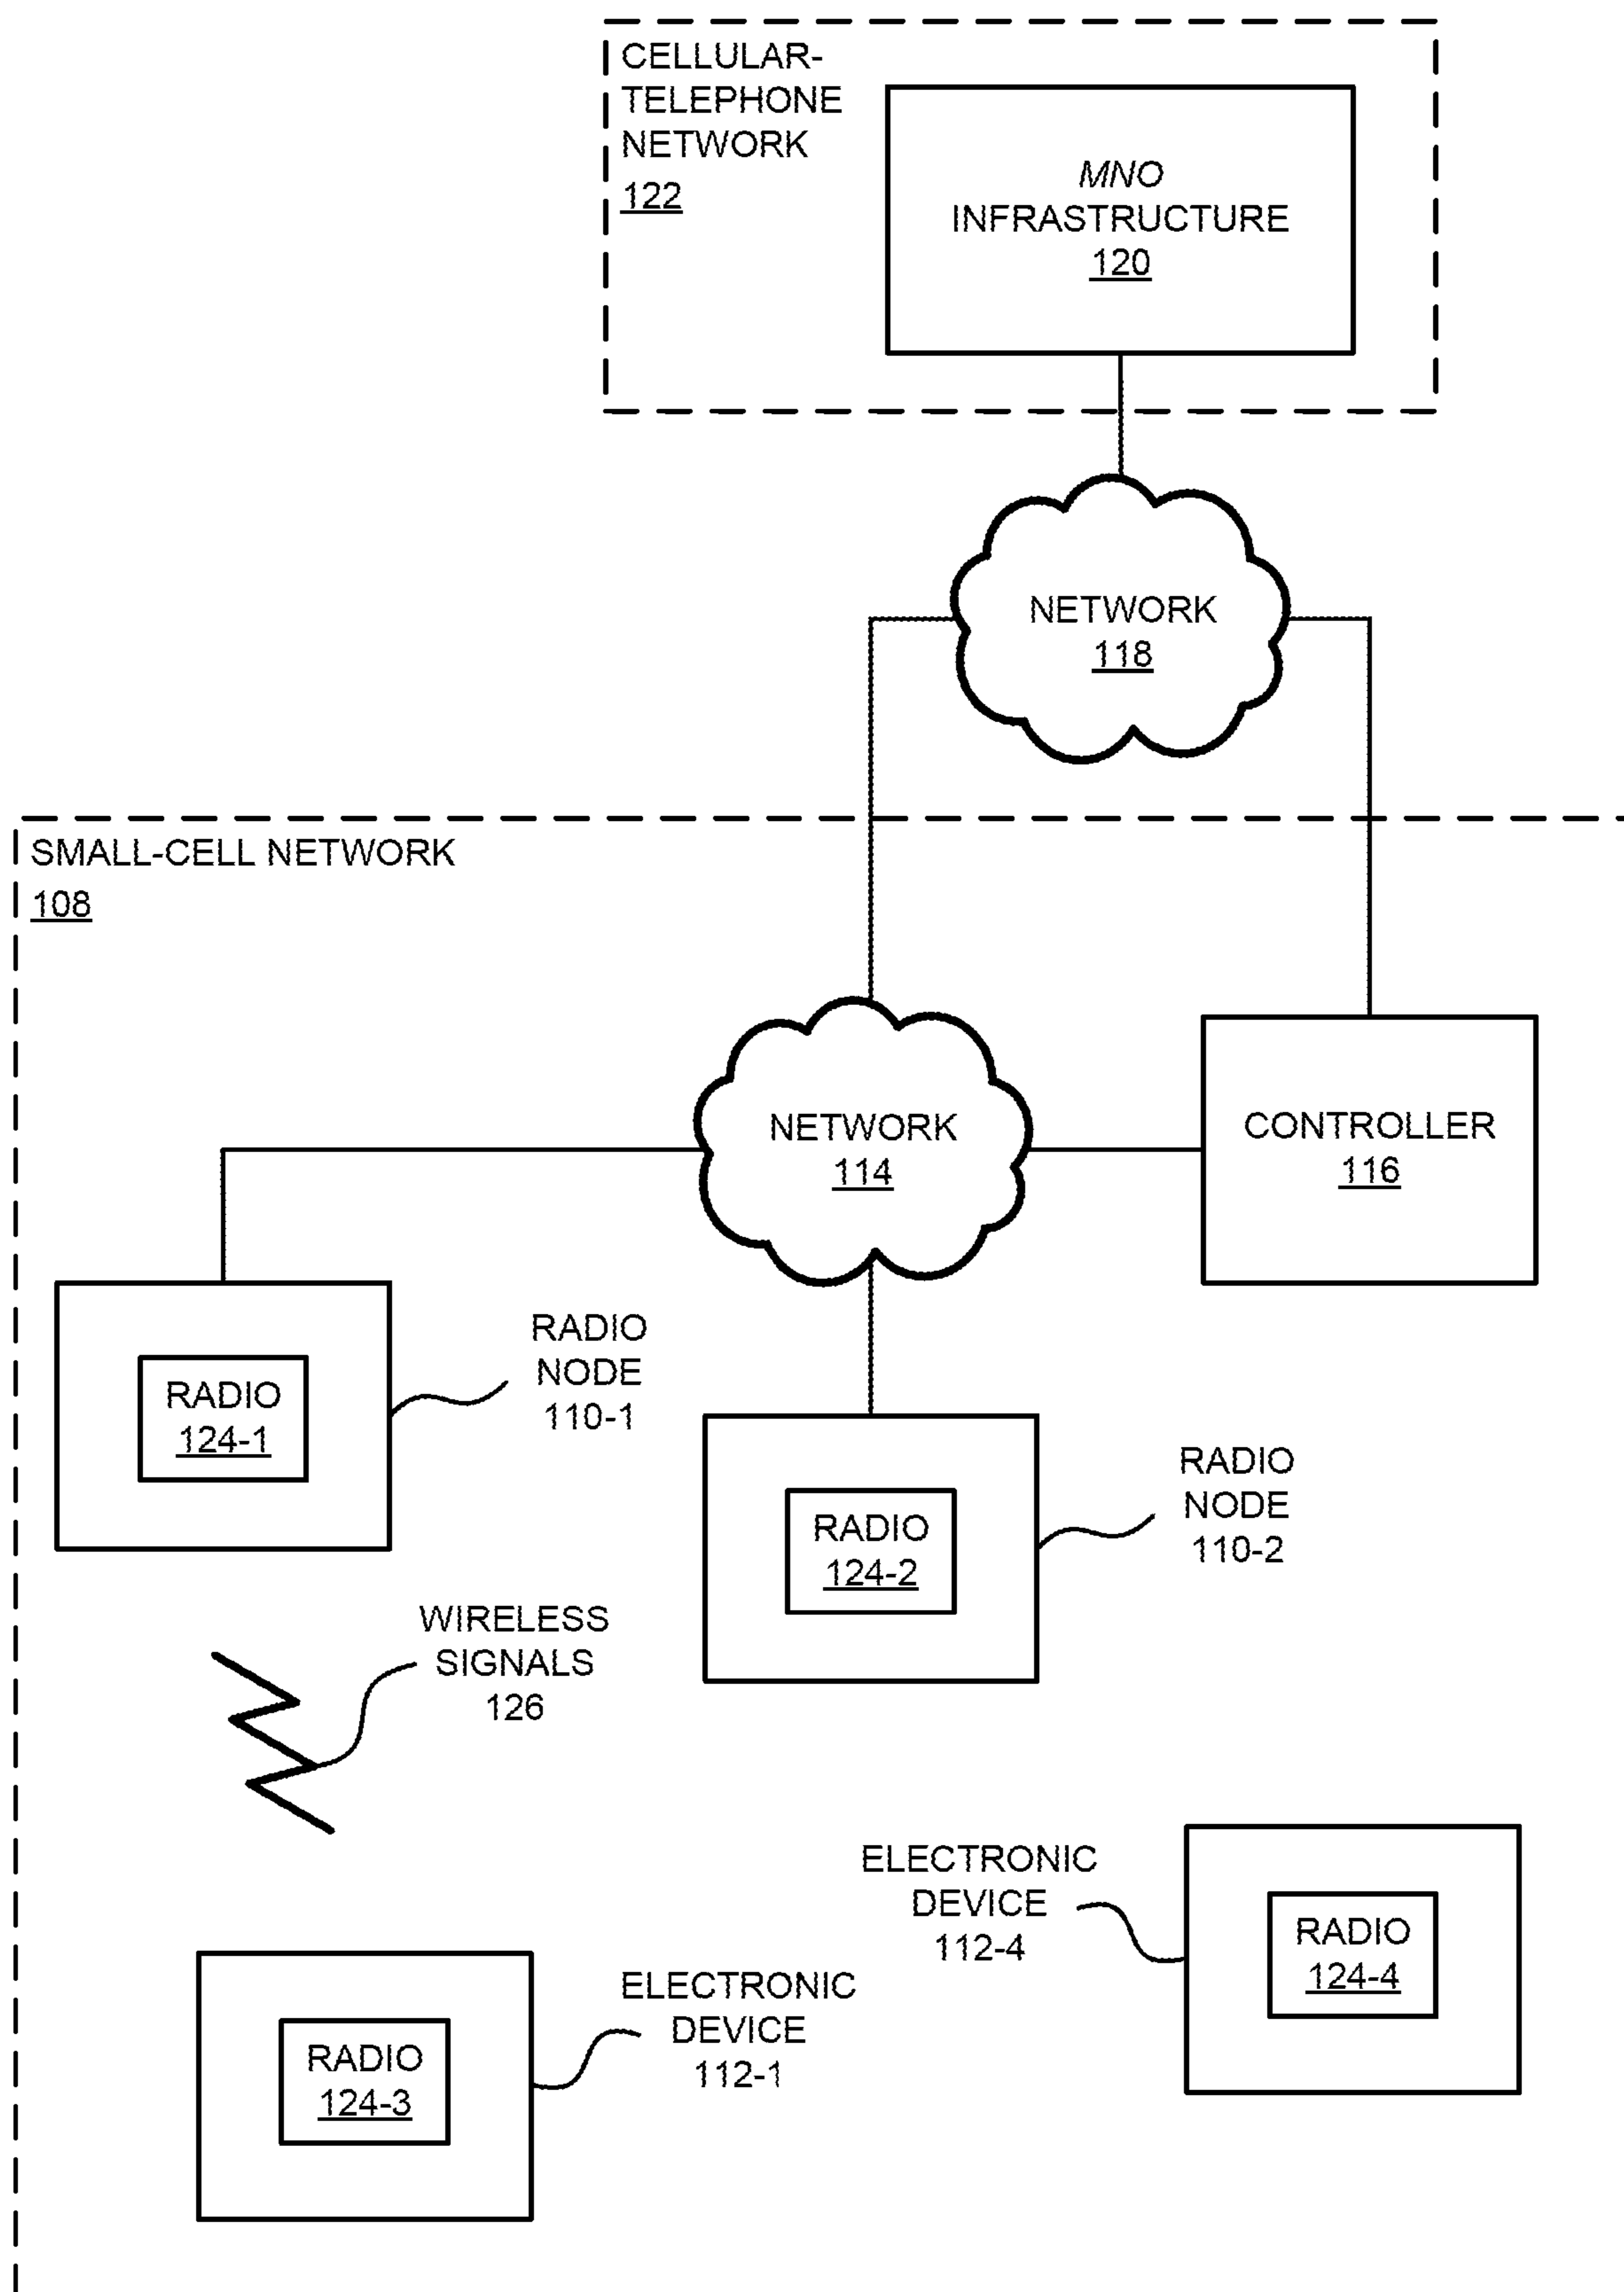 CELLULAR-
TELEPHONE
NETWORK
122
MNO
INFRASTRUCTURE
120
NETWORK
118
SMALL-CELL NETWORK
108
NETWORK
114
CONTROLLER
116
RADIO
124-1
RADIO
NODE
110-1
RADIO
124-2
RADIO
NODE
110-2
WIRELESS
SIGNALS
126
ELECTRONIC
DEVICE
112-4
RADIO
124-4
RADIO
124-3
ELECTRONIC
DEVICE
112-1